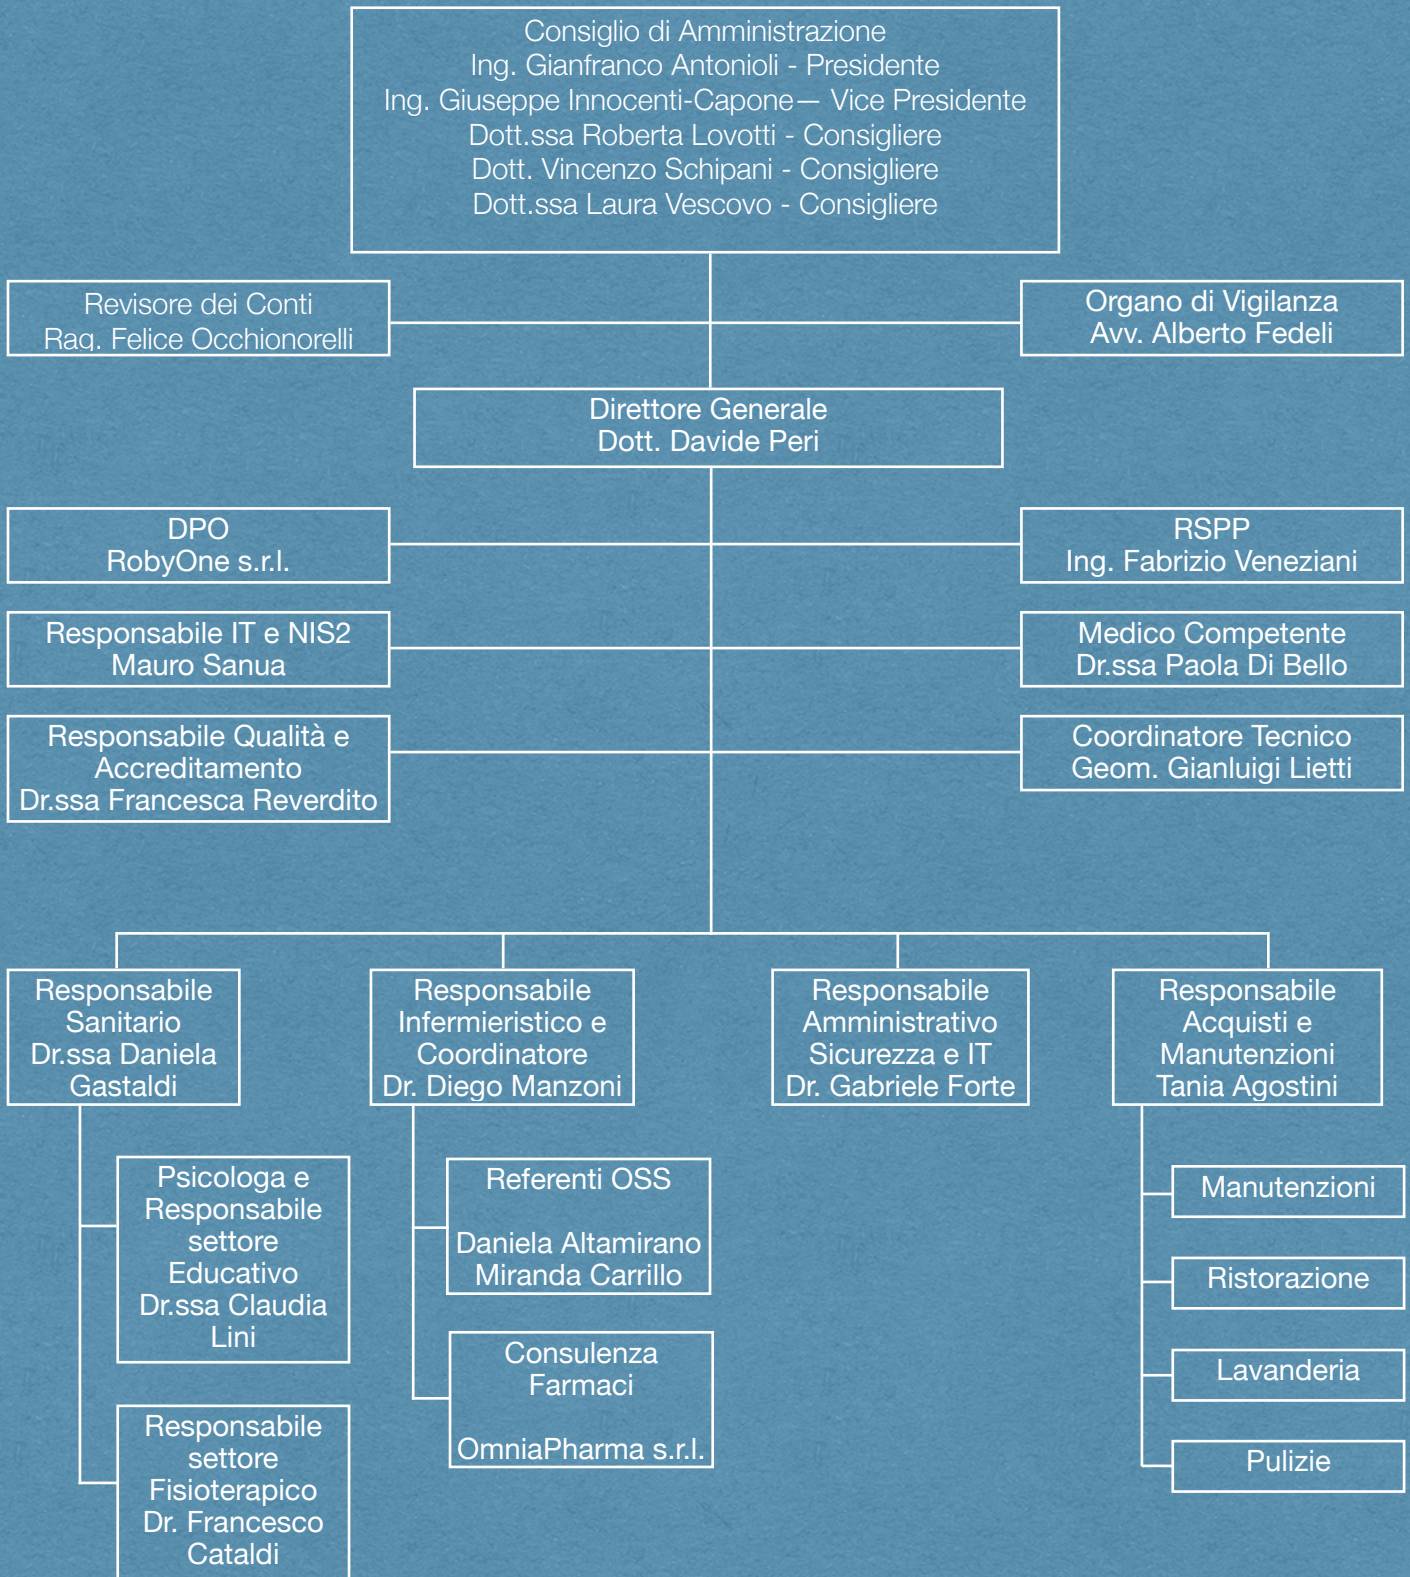 Consiglio di Amministrazione
Ing. Gianfranco Antonioli - Presidente
Ing. Giuseppe Innocenti-Capone— Vice Presidente
Dott.ssa Roberta Lovotti - Consigliere
Dott. Vincenzo Schipani - Consigliere
Dott.ssa Laura Vescovo - Consigliere
Revisore dei Conti
Rag. Felice Occhionorelli
Organo di Vigilanza
Avv. Alberto Fedeli
Direttore Generale
Dott. Davide Peri
DPO
RobyOne s.r.l.
RSPP
Ing. Fabrizio Veneziani
Responsabile IT e NIS2
Mauro Sanua
Medico Competente
Dr.ssa Paola Di Bello
Responsabile Qualità e
Accreditamento
Dr.ssa Francesca Reverdito
Coordinatore Tecnico
Geom. Gianluigi Lietti
Responsabile
Sanitario
Dr.ssa Daniela
Gastaldi
Responsabile
Infermieristico e
Coordinatore
Dr. Diego Manzoni
Responsabile
Amministrativo
Sicurezza e IT
Dr. Gabriele Forte
Responsabile
Acquisti e
Manutenzioni
Tania Agostini
Psicologa e
Responsabile
settore
Educativo
Dr.ssa Claudia
Lini
Responsabile
settore
Fisioterapico
Dr. Francesco
Cataldi
Referenti OSS
Daniela Altamirano
Miranda Carrillo
Consulenza
Farmaci
OmniaPharma s.r.l.
Manutenzioni
Ristorazione
Lavanderia
Pulizie